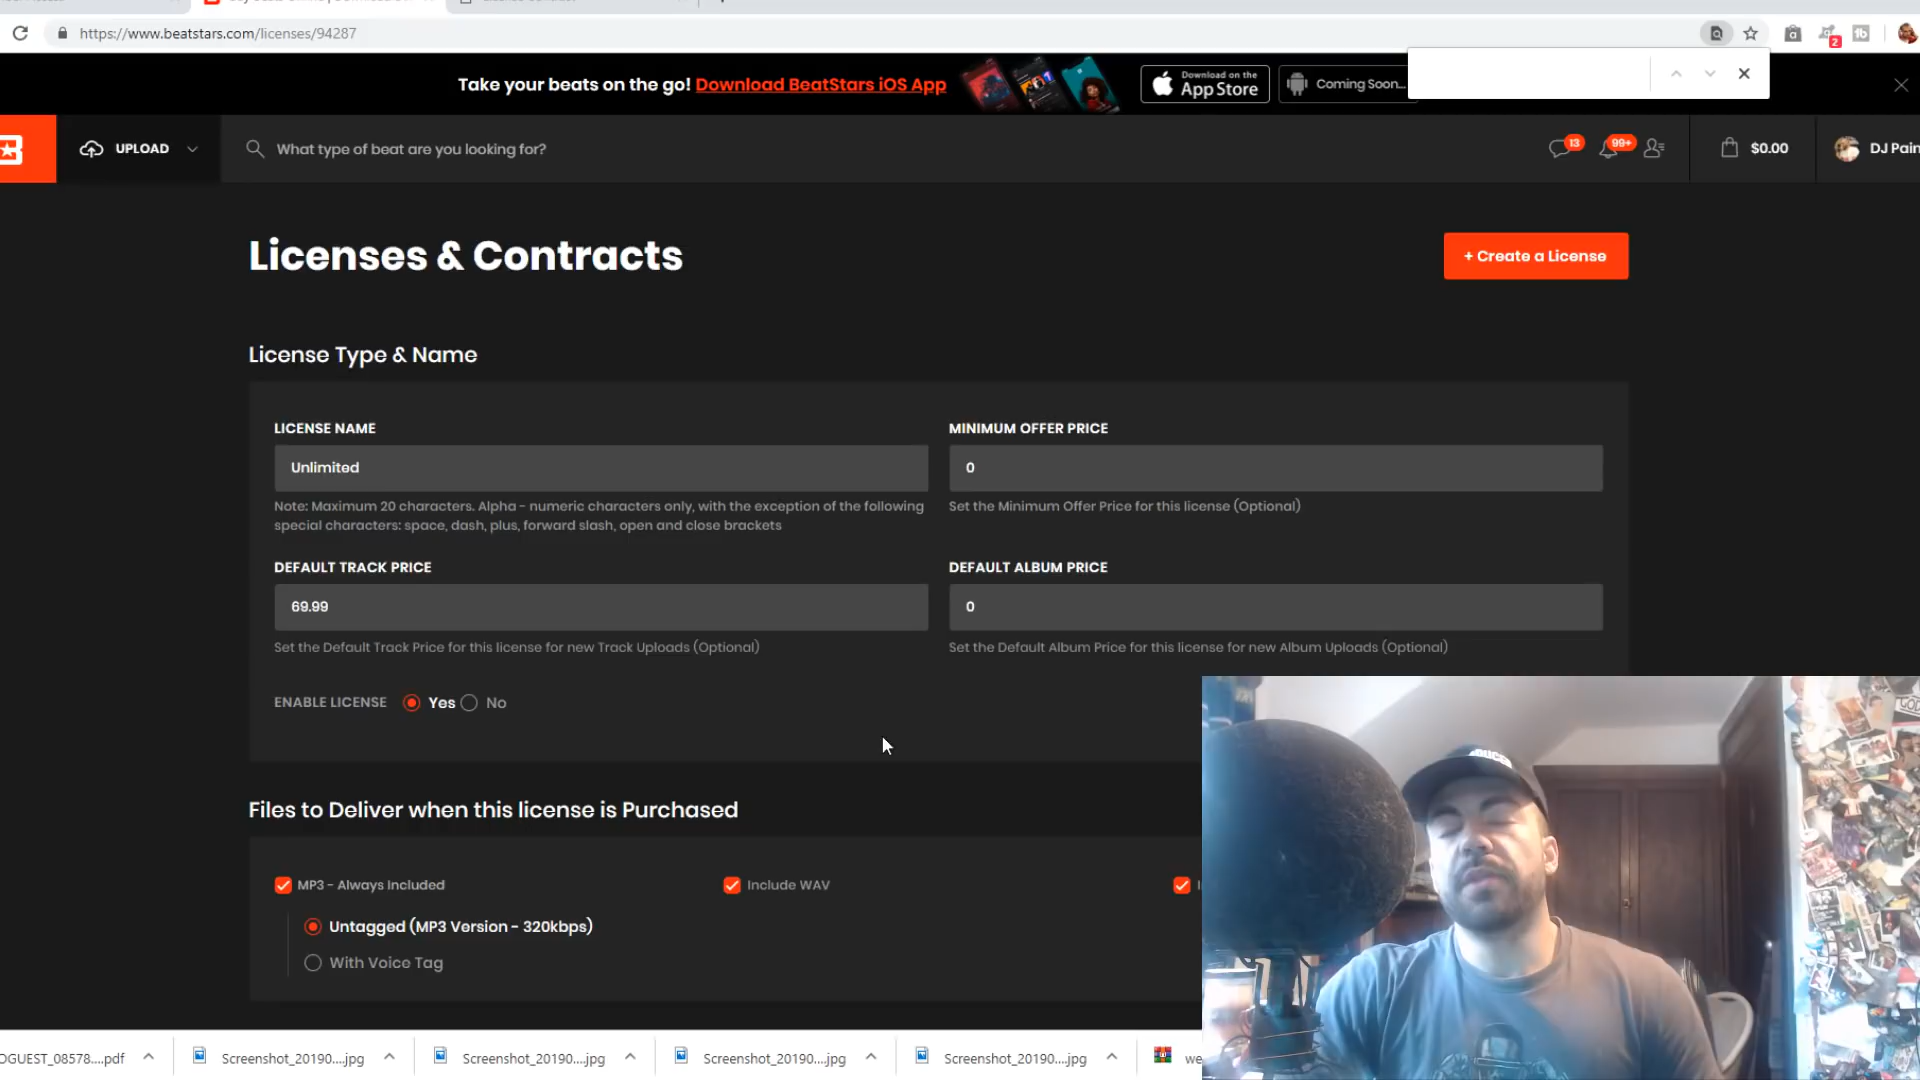 https://www.beatstars.com/licenses/94287
2
Take your beats on the go! Download BeatStars iOS App
Download on the
App Store
Coming Soon...
UPLOAD
What type of beat are you looking for?
13
99+
$0.00
DJ Pain
Licenses & Contracts
+ Create a License
License Type & Name
LICENSE NAME
MINIMUM OFFER PRICE
Unlimited
0
Note: Maximum 20 characters. Alpha - numeric characters only, with the exception of the following
special characters: space, dash, plus, forward slash, open and close brackets
Set the Minimum Offer Price for this license (Optional)
DEFAULT TRACK PRICE
DEFAULT ALBUM PRICE
69.99
0
Set the Default Track Price for this license for new Track Uploads (Optional)
Set the Default Album Price for this license for new Album Uploads (Optional)
ENABLE LICENSE
Yes
No
Files to Deliver when this license is Purchased
MP3 - Always Included
Include WAV
Untagged (MP3 Version - 320kbps)
With Voice Tag
OGUEST_08578....pdf
Screenshot_20190....jpg
Screenshot_20190....jpg
Screenshot_20190....jpg
Screenshot_20190....jpg
we